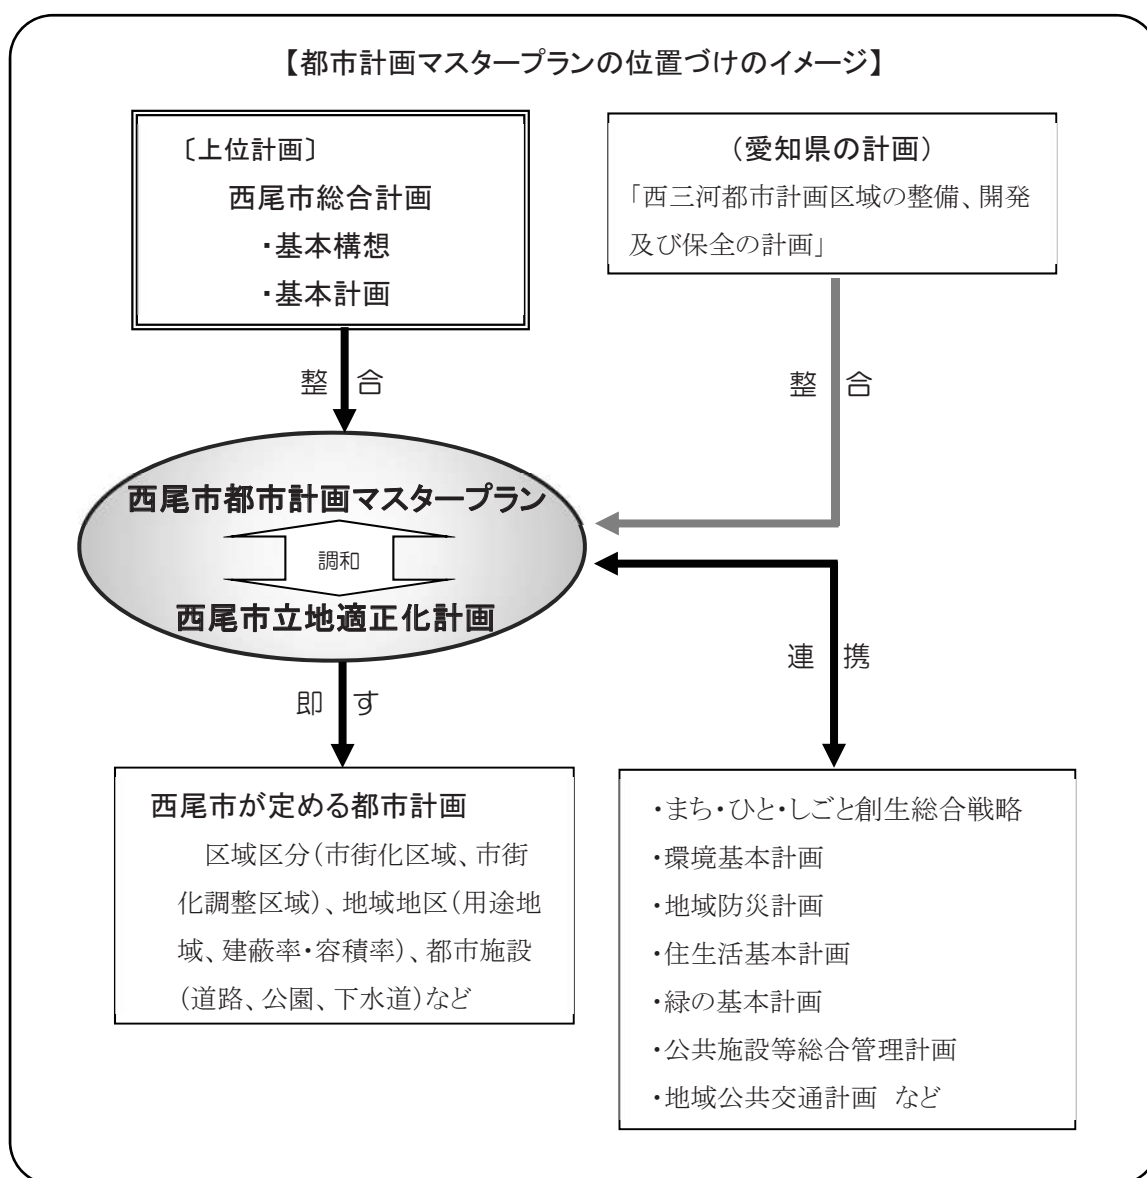 【都市計画マスタープランの位置づけのイメージ】
〔上位計画〕
西尾市総合計画
・基本構想
・基本計画
（愛知県の計画）
「西三河都市計画区域の整備、開発
及び保全の計画」
整合
整合
西尾市都市計画マスタープラン
調和
西尾市立地適正化計画
連携
即す
西尾市が定める都市計画
区域区分（市街化区域、市街
化調整区域）、地域地区（用途地
域、建蔽率・容積率）、都市施設
（道路、公園、下水道）など
・まち・ひと・しごと創生総合戦略
・環境基本計画
・地域防災計画
・住生活基本計画
・緑の基本計画
・公共施設等総合管理計画
・地域公共交通計画 など